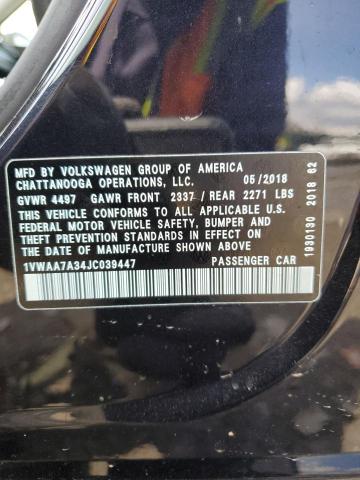 MFD BY VOLKSWAGEN GROUP OF AMERICA
CHATTANOOGA OPERATIONS, LLC. 05/2018
GVWR 4497 GAWR FRONT 2337 / REAR 2271 LBS
THIS VEHICLE CONFORMS TO ALL APPLICABLE U.S.
FEDERAL MOTOR VEHICLE SAFETY, BUMPER AND
THEFT PREVENTION STANDARDS IN EFFECT ON
THE DATE OF MANUFACTURE SHOWN ABOVE.
1VWAA7A34JC039447 PASSENGER CAR
1930130 2018 62